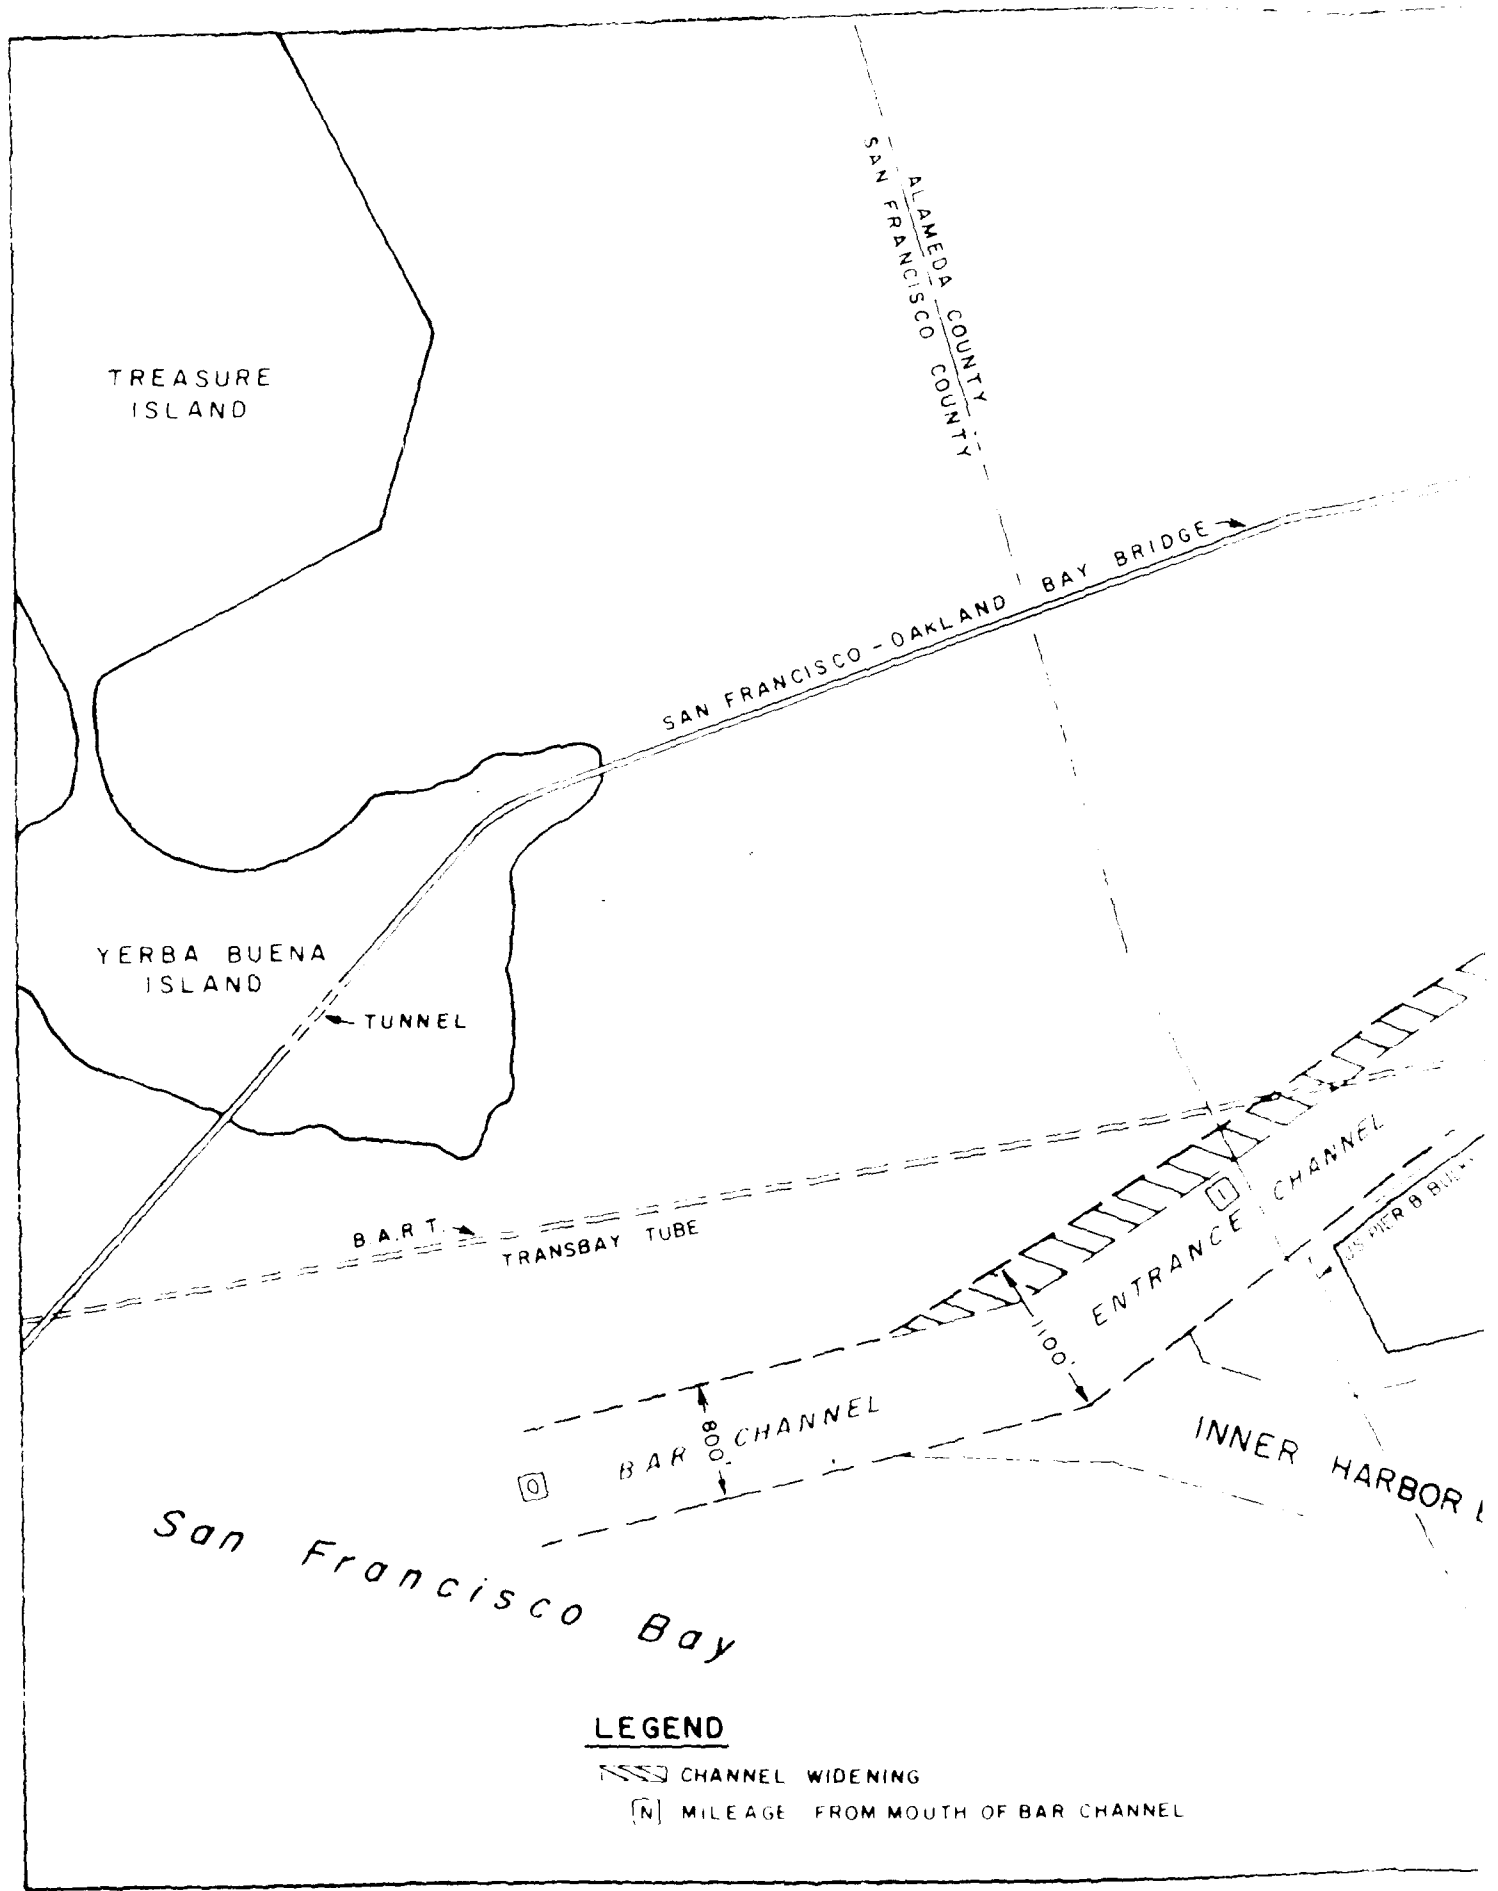 ALAMEDA COUNTY
SAN FRANCISCO COUNTY
TREASURE
ISLAND
SAN FRANCISCO - OAKLAND BAY BRIDGE
YERBA BUENA
ISLAND
TUNNEL
B.A.R.T.
TRANSBAY TUBE
1
ENTRANCE CHANNEL
PIER B
1100'
800'
BAR CHANNEL
0
INNER HARBOR
San Francisco Bay
LEGEND
CHANNEL WIDENING
N MILEAGE FROM MOUTH OF BAR CHANNEL